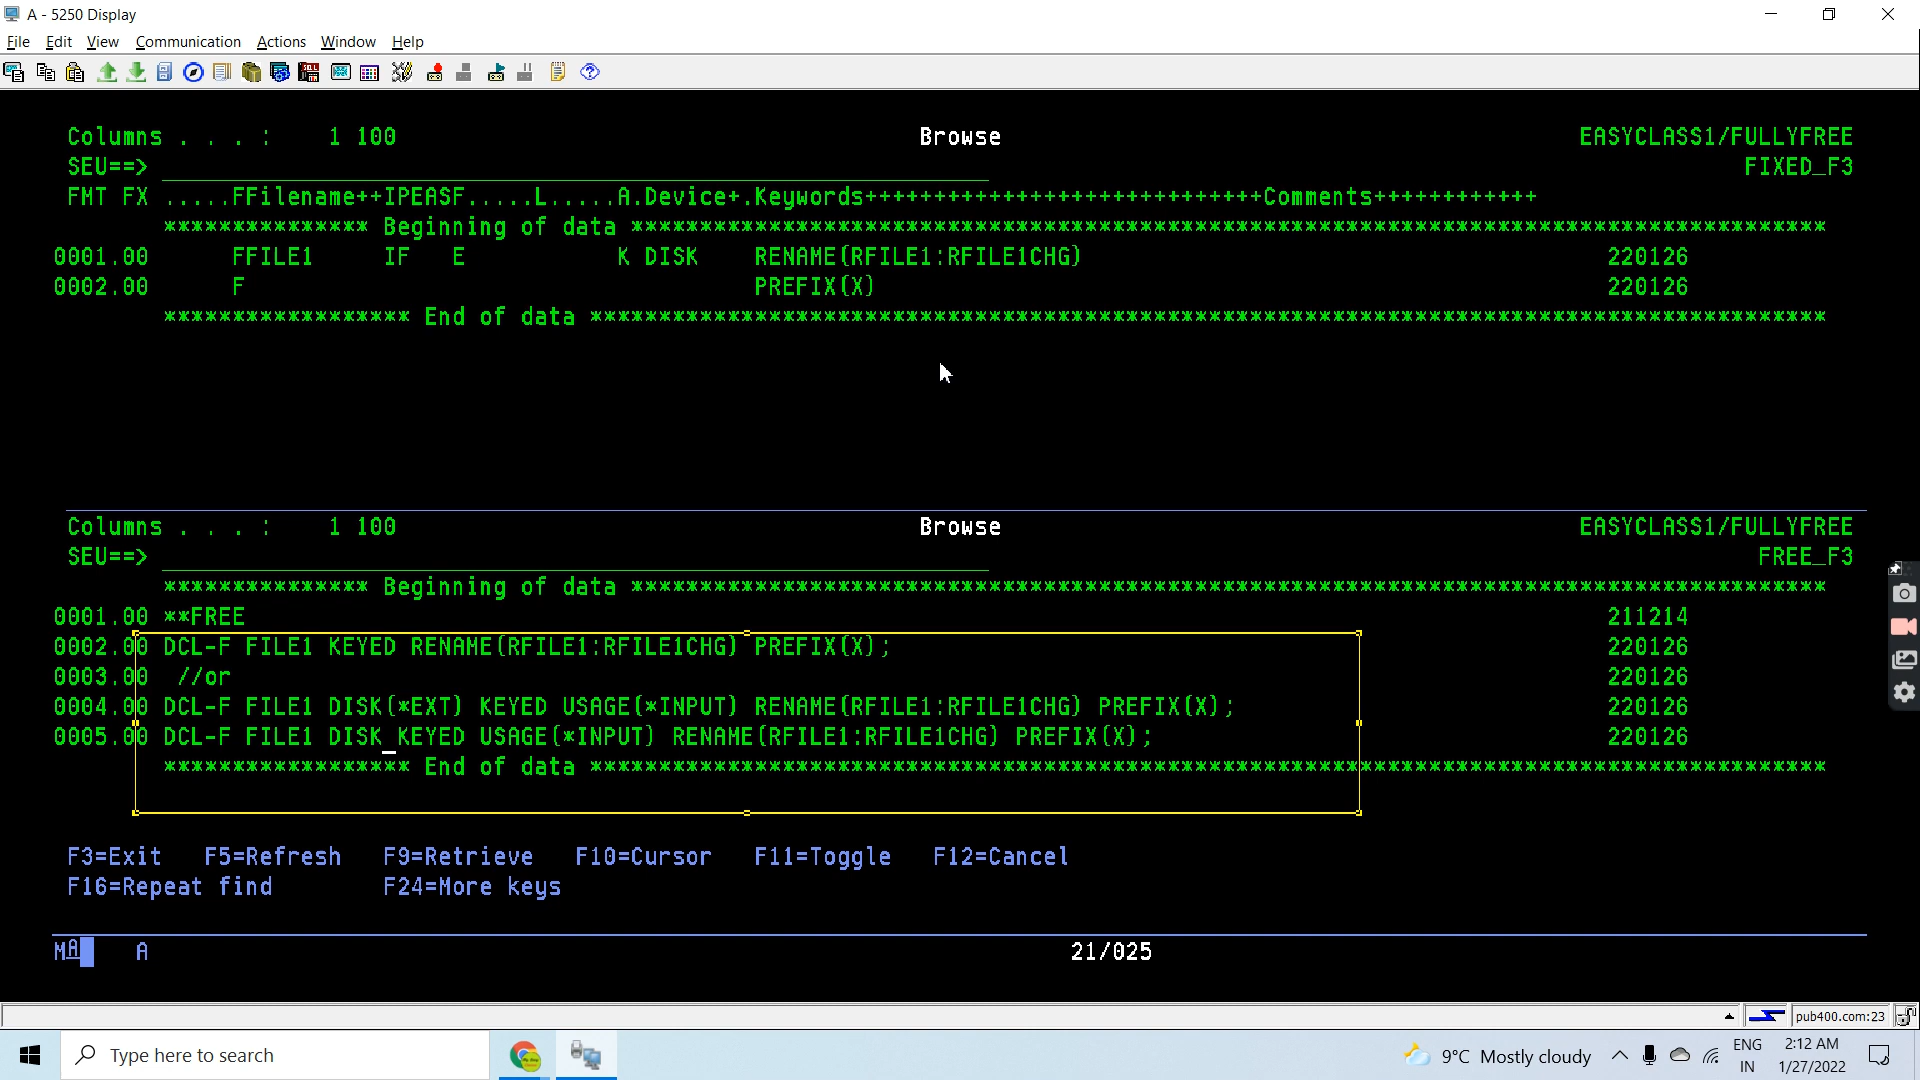 A - 5250 Display
File Edit View Communication Actions Window Help
Columns . . . : 1 100 Browse EASYCLASS1/FULLYFREE
SEU==> FIXED_F3
FMT FX .....FFilename++IPEASF.....L.....A.Device+.Keywords+++++++++++++++++++++++++++++Comments++++++++++++
*************** Beginning of data ***************************************************************************************
0001.00 FFILE1 IF E K DISK RENAME(RFILE1:RFILE1CHG) 220126
0002.00 F PREFIX(X) 220126
****************** End of data ******************************************************************************************
Columns . . . : 1 100 Browse EASYCLASS1/FULLYFREE
SEU==> FREE_F3
*************** Beginning of data ***************************************************************************************
0001.00 **FREE 211214
0002.00 DCL-F FILE1 KEYED RENAME(RFILE1:RFILE1CHG) PREFIX(X); 220126
0003.00 //or 220126
0004.00 DCL-F FILE1 DISK(*EXT) KEYED USAGE(*INPUT) RENAME(RFILE1:RFILE1CHG) PREFIX(X); 220126
0005.00 DCL-F FILE1 DISK KEYED USAGE(*INPUT) RENAME(RFILE1:RFILE1CHG) PREFIX(X); 220126
****************** End of data ******************************************************************************************
F3=Exit F5=Refresh F9=Retrieve F10=Cursor F11=Toggle F12=Cancel
F16=Repeat find F24=More keys
MA A 21/025
pub400.com:23
Type here to search 9°C Mostly cloudy ENG IN 2:12 AM 1/27/2022